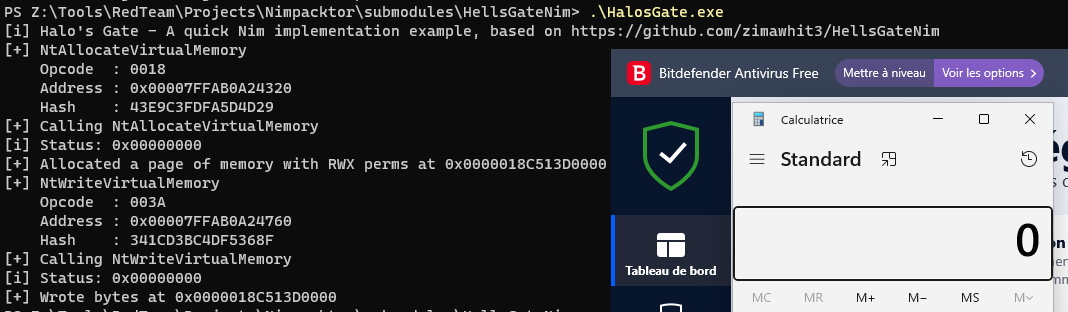 PS Z:\Tools\RedTeam\Projects\Nimpacktor\submodules\HellsGateNim> .\HalosGate.exe
[i] Halo's Gate - A quick Nim implementation example, based on https://github.com/zimawhit3/HellsGateNim
[+] NtAllocateVirtualMemory
Opcode : 0018
Address : 0x00007FFAB0A24320
Hash : 43E9C3FDFA5D4D29
[+] Calling NtAllocateVirtualMemory
[i] Status: 0x00000000
[+] Allocated a page of memory with RWX perms at 0x0000018C513D0000
[+] NtWriteVirtualMemory
Opcode : 003A
Address : 0x00007FFAB0A24760
Hash : 341CD3BC4DF5368F
[+] Calling NtWriteVirtualMemory
[i] Status: 0x00000000
[+] Wrote bytes at 0x0000018C513D0000
B Bitdefender Antivirus Free
Mettre à niveau
Voir les options
Tableau de bord
Calculatrice
Standard
0
MC MR M+ M− MS M